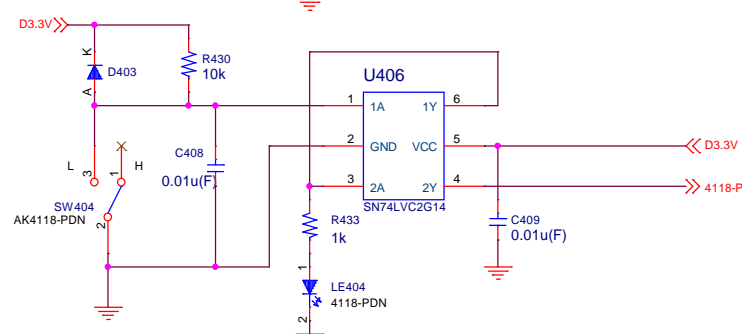 D3.3V
K
D403
A
R430
10k
U406
1
1A
1Y
6
2
GND
VCC
5
D3.3V
3
2A
2Y
4
4118-P
SN74LVC2G14
L
3
1
H
C408
0.01u(F)
SW404
AK4118-PDN
2
R433
1k
C409
0.01u(F)
1
LE404
4118-PDN
2